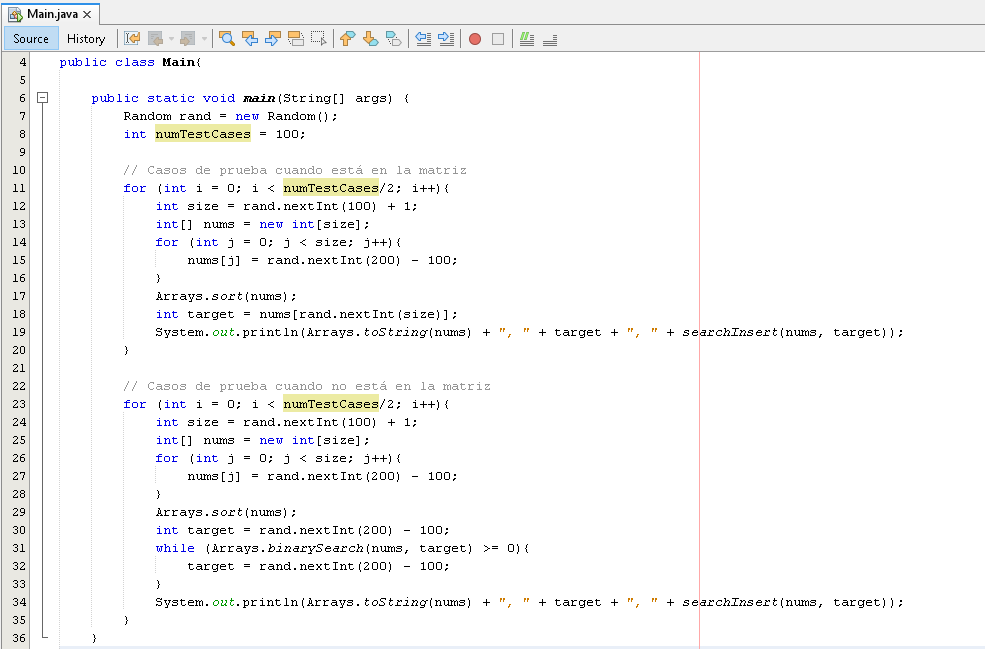 Main.java
Source History
4 public class Main{
5
6 public static void main(String[] args) {
7 Random rand = new Random();
8 int numTestCases = 100;
9
10 // Casos de prueba cuando está en la matriz
11 for (int i = 0; i < numTestCases/2; i++){
12 int size = rand.nextInt(100) + 1;
13 int[] nums = new int[size];
14 for (int j = 0; j < size; j++){
15 nums[j] = rand.nextInt(200) - 100;
16 }
17 Arrays.sort(nums);
18 int target = nums[rand.nextInt(size)];
19 System.out.println(Arrays.toString(nums) + ", " + target + ", " + searchInsert(nums, target));
20 }
21
22 // Casos de prueba cuando no está en la matriz
23 for (int i = 0; i < numTestCases/2; i++){
24 int size = rand.nextInt(100) + 1;
25 int[] nums = new int[size];
26 for (int j = 0; j < size; j++){
27 nums[j] = rand.nextInt(200) - 100;
28 }
29 Arrays.sort(nums);
30 int target = rand.nextInt(200) - 100;
31 while (Arrays.binarySearch(nums, target) >= 0){
32 target = rand.nextInt(200) - 100;
33 }
34 System.out.println(Arrays.toString(nums) + ", " + target + ", " + searchInsert(nums, target));
35 }
36 }